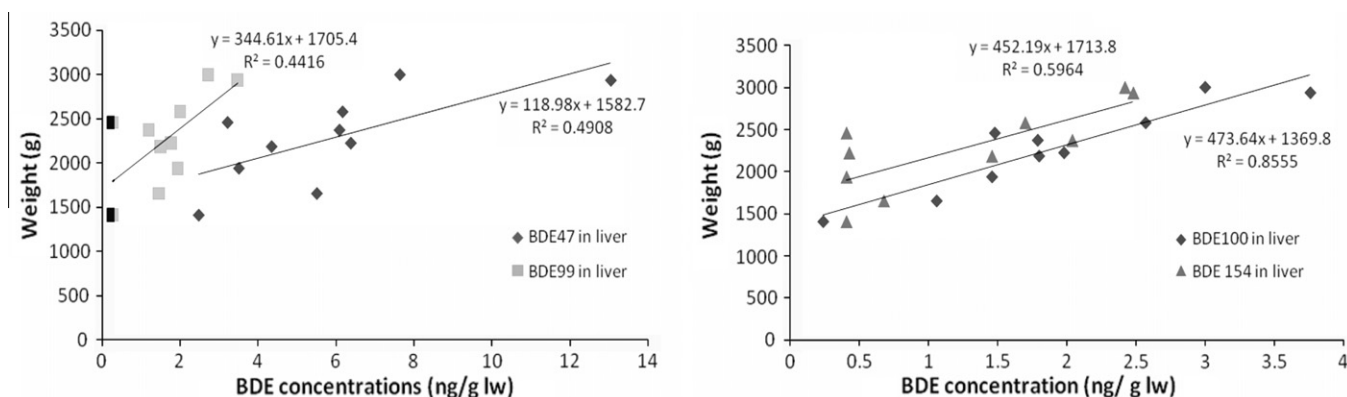 3500
3000
2500
2000
1500
1000
500
0
Weight (g)
y = 344.61x + 1705.4
R² = 0.4416
y = 118.98x + 1582.7
R² = 0.4908
BDE47 in liver
BDE99 in liver
0 2 4 6 8 10 12 14
BDE concentrations (ng/g lw)
3500
3000
2500
2000
1500
1000
500
0
Weight (g)
y = 452.19x + 1713.8
R² = 0.5964
y = 473.64x + 1369.8
R² = 0.8555
BDE100 in liver
BDE 154 in liver
0 0.5 1 1.5 2 2.5 3 3.5 4
BDE concentration (ng/ g lw)